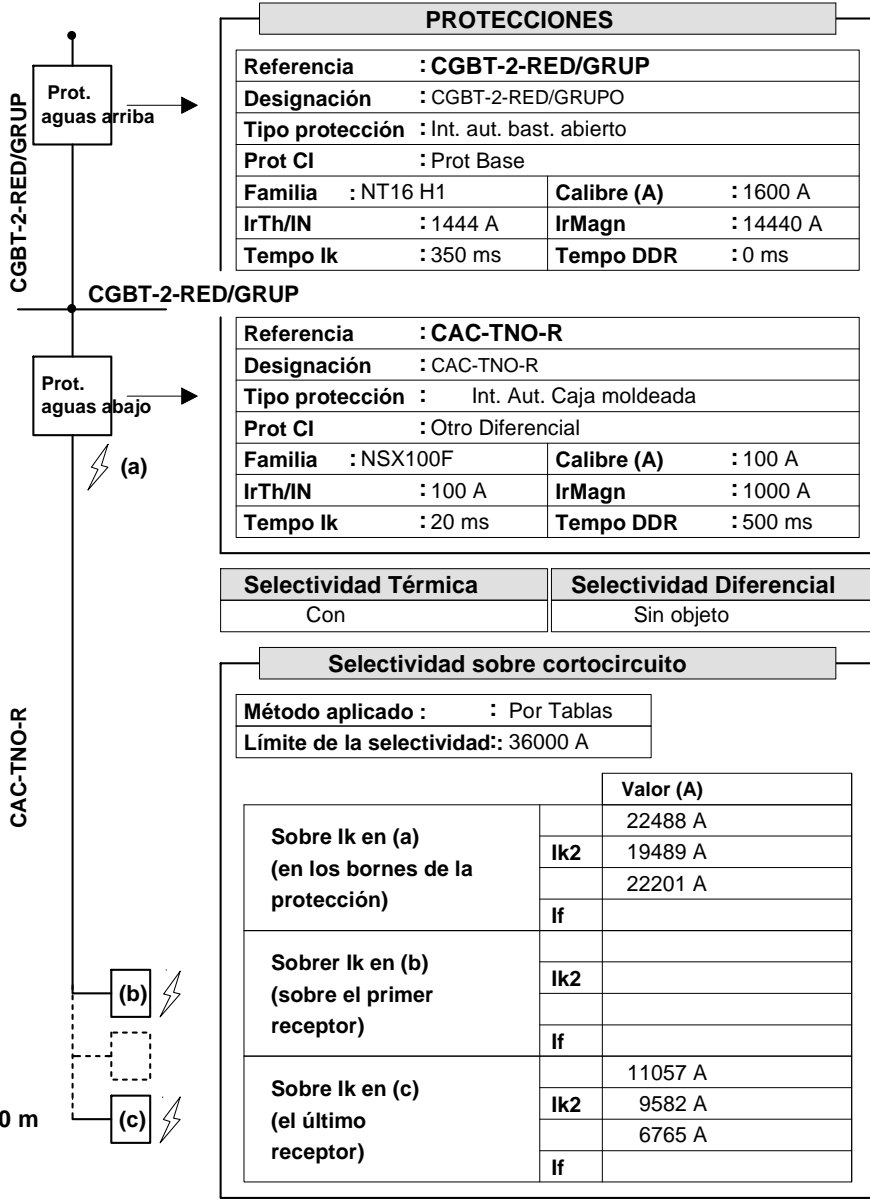 PROTECCIONES
Referencia : CGBT-2-RED/GRUP
Designación : CGBT-2-RED/GRUPO
Tipo protección : Int. aut. bast. abierto
Prot CI : Prot Base
Familia : NT16 H1 Calibre (A) : 1600 A
IrTh/IN : 1444 A IrMagn : 14440 A
Tempo Ik : 350 ms Tempo DDR : 0 ms
Prot.
aguas arriba
CGBT-2-RED/GRUP
CGBT-2-RED/GRUP
Referencia : CAC-TNO-R
Designación : CAC-TNO-R
Tipo protección : Int. Aut. Caja moldeada
Prot CI : Otro Diferencial
Familia : NSX100F Calibre (A) : 100 A
IrTh/IN : 100 A IrMagn : 1000 A
Tempo Ik : 20 ms Tempo DDR : 500 ms
Prot.
aguas abajo
(a)
Selectividad Térmica Selectividad Diferencial
Con Sin objeto
Selectividad sobre cortocircuito
Método aplicado : : Por Tablas
Límite de la selectividad:: 36000 A
CAC-TNO-R
Valor (A)
Sobre Ik en (a)
(en los bornes de la
protección)
22488 A
Ik2 19489 A
22201 A
If
Sobrer Ik en (b)
(sobre el primer
receptor)
Ik2
If
Sobre Ik en (c)
(el último
receptor)
11057 A
Ik2 9582 A
6765 A
If
(b)
(c)
0 m